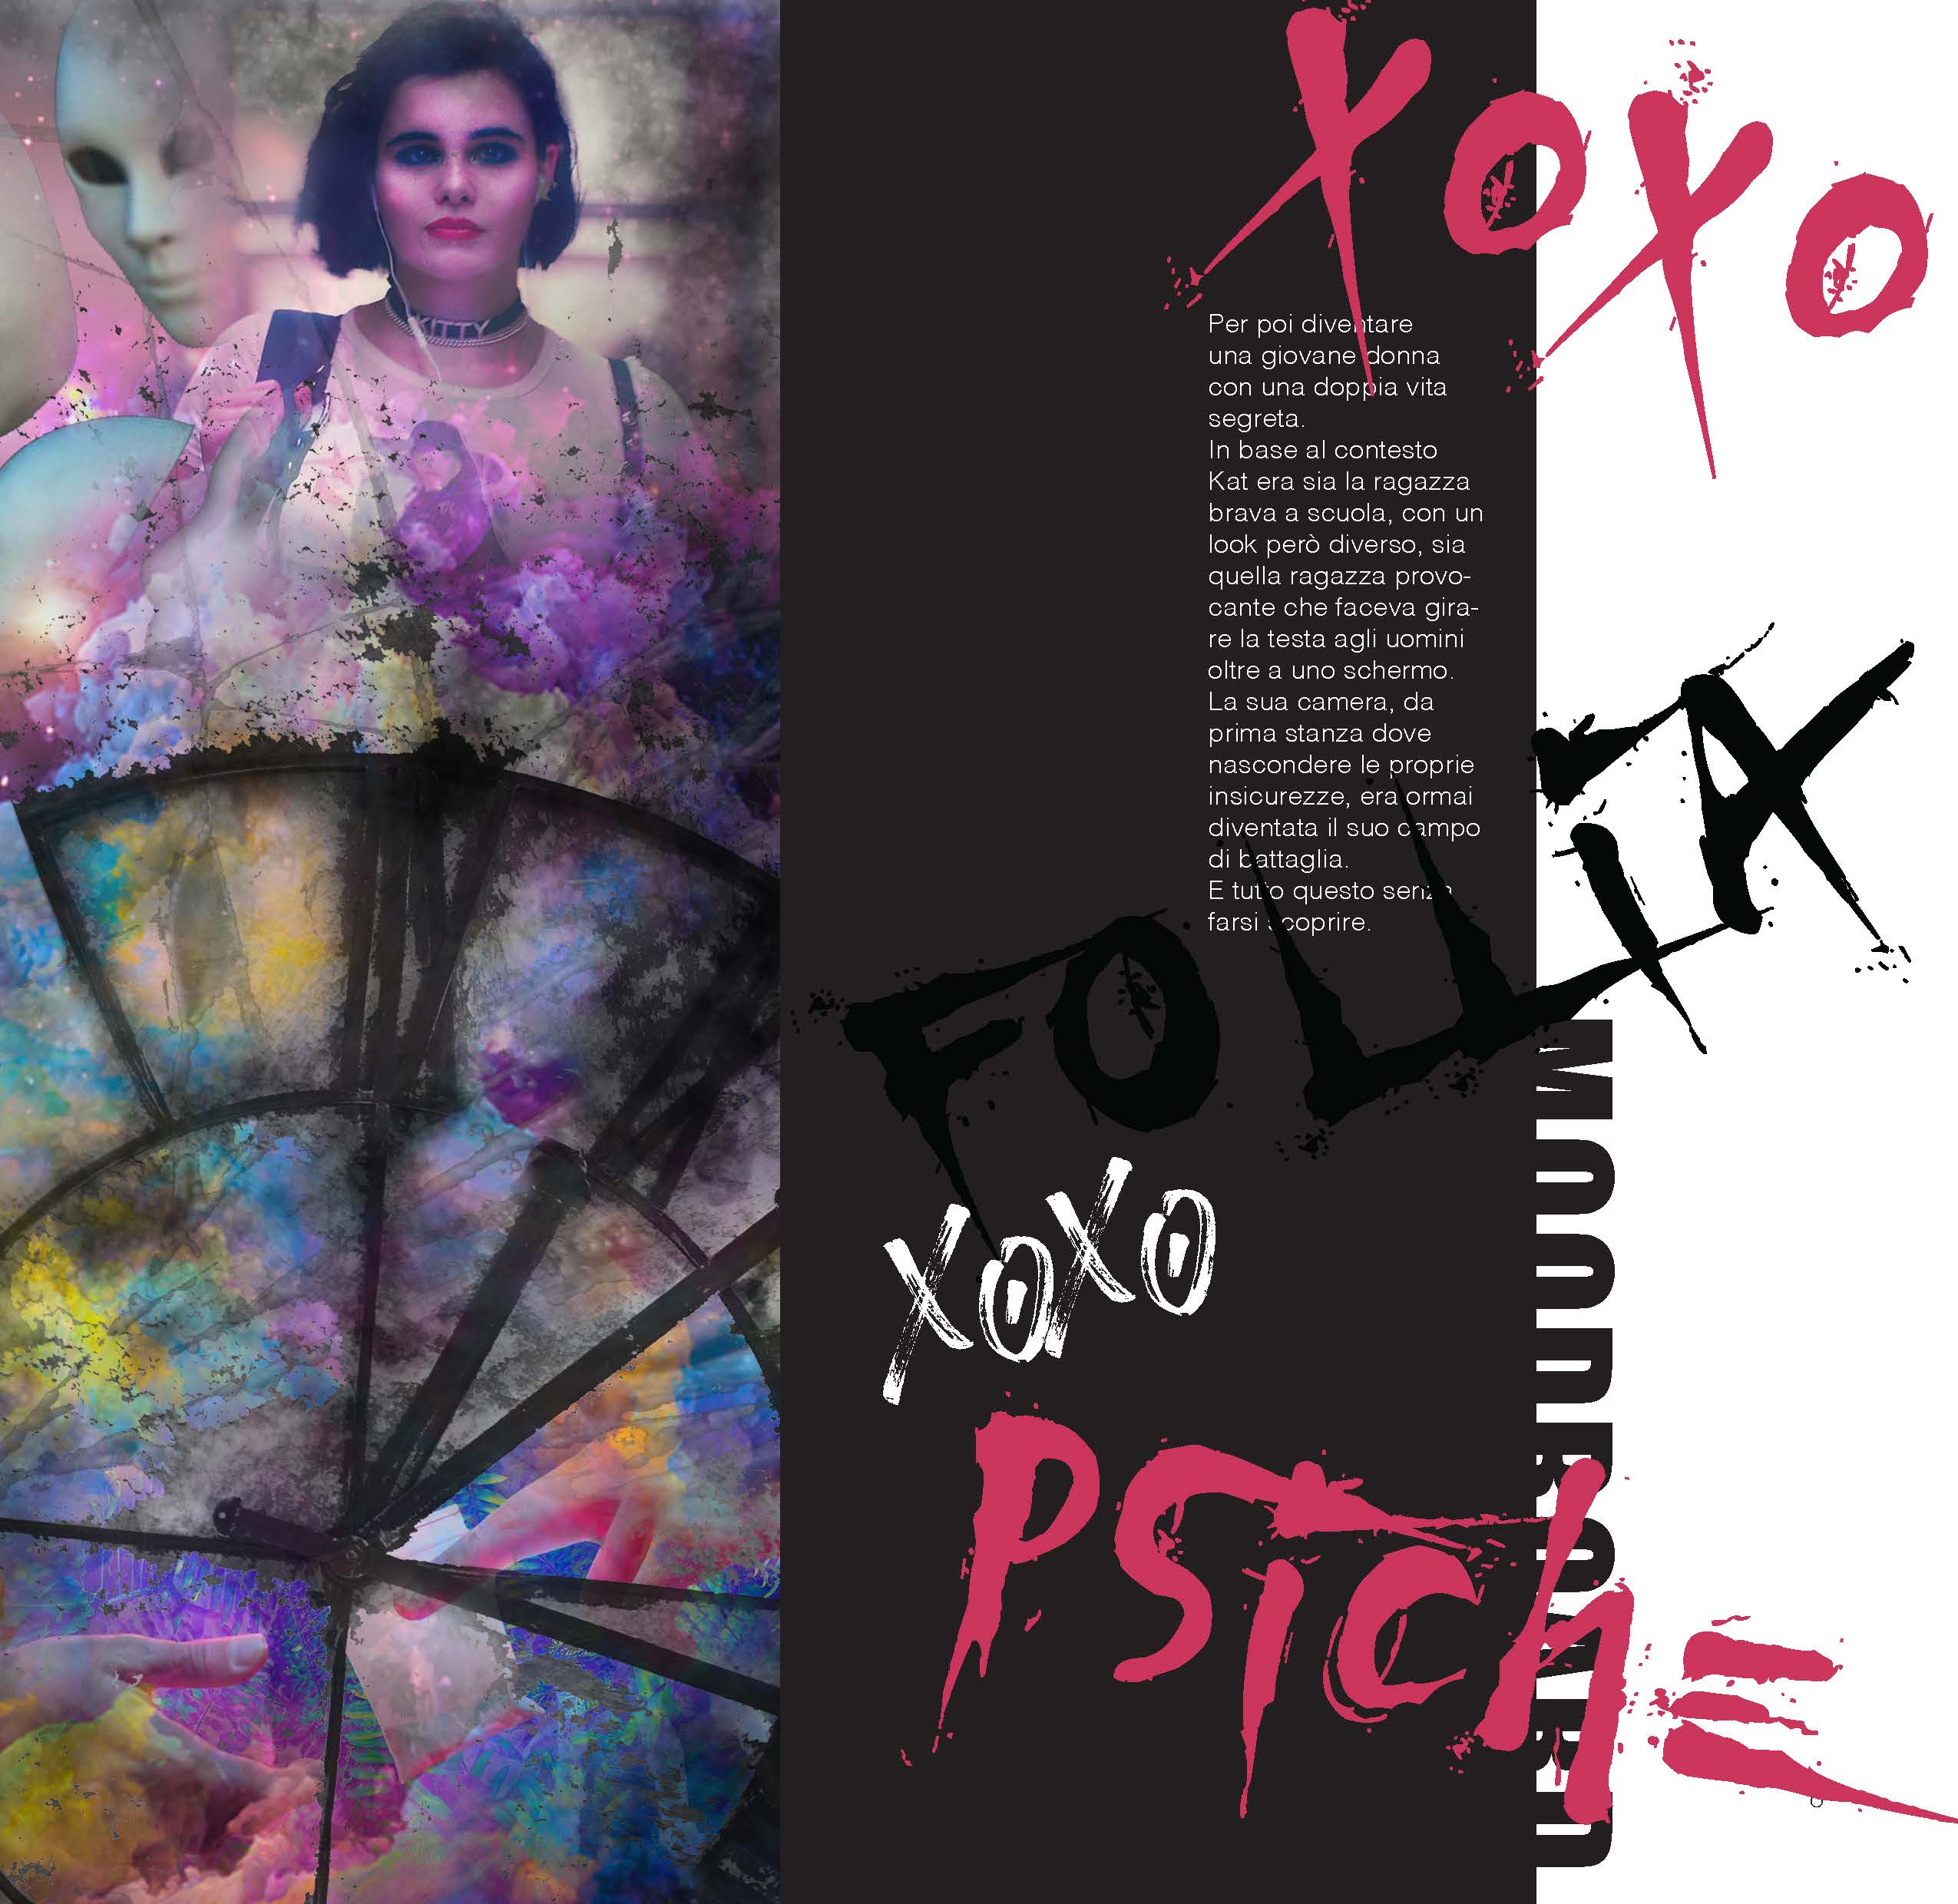 XOXO
KITTY
Per poi diventare
una giovane donna
con una doppia vita
segreta.
In base al contesto
Kat era sia la ragazza
brava a scuola, con un
look però diverso, sia
quella ragazza provo-
cante che faceva gira-
re la testa agli uomini
oltre a uno schermo.
La sua camera, da
prima stanza dove
nascondere le proprie
insicurezze, era ormai
diventata il suo campo
di battaglia.
E tutto questo senza
farsi scoprire.
FOLLIA
XOXO
PSICHE